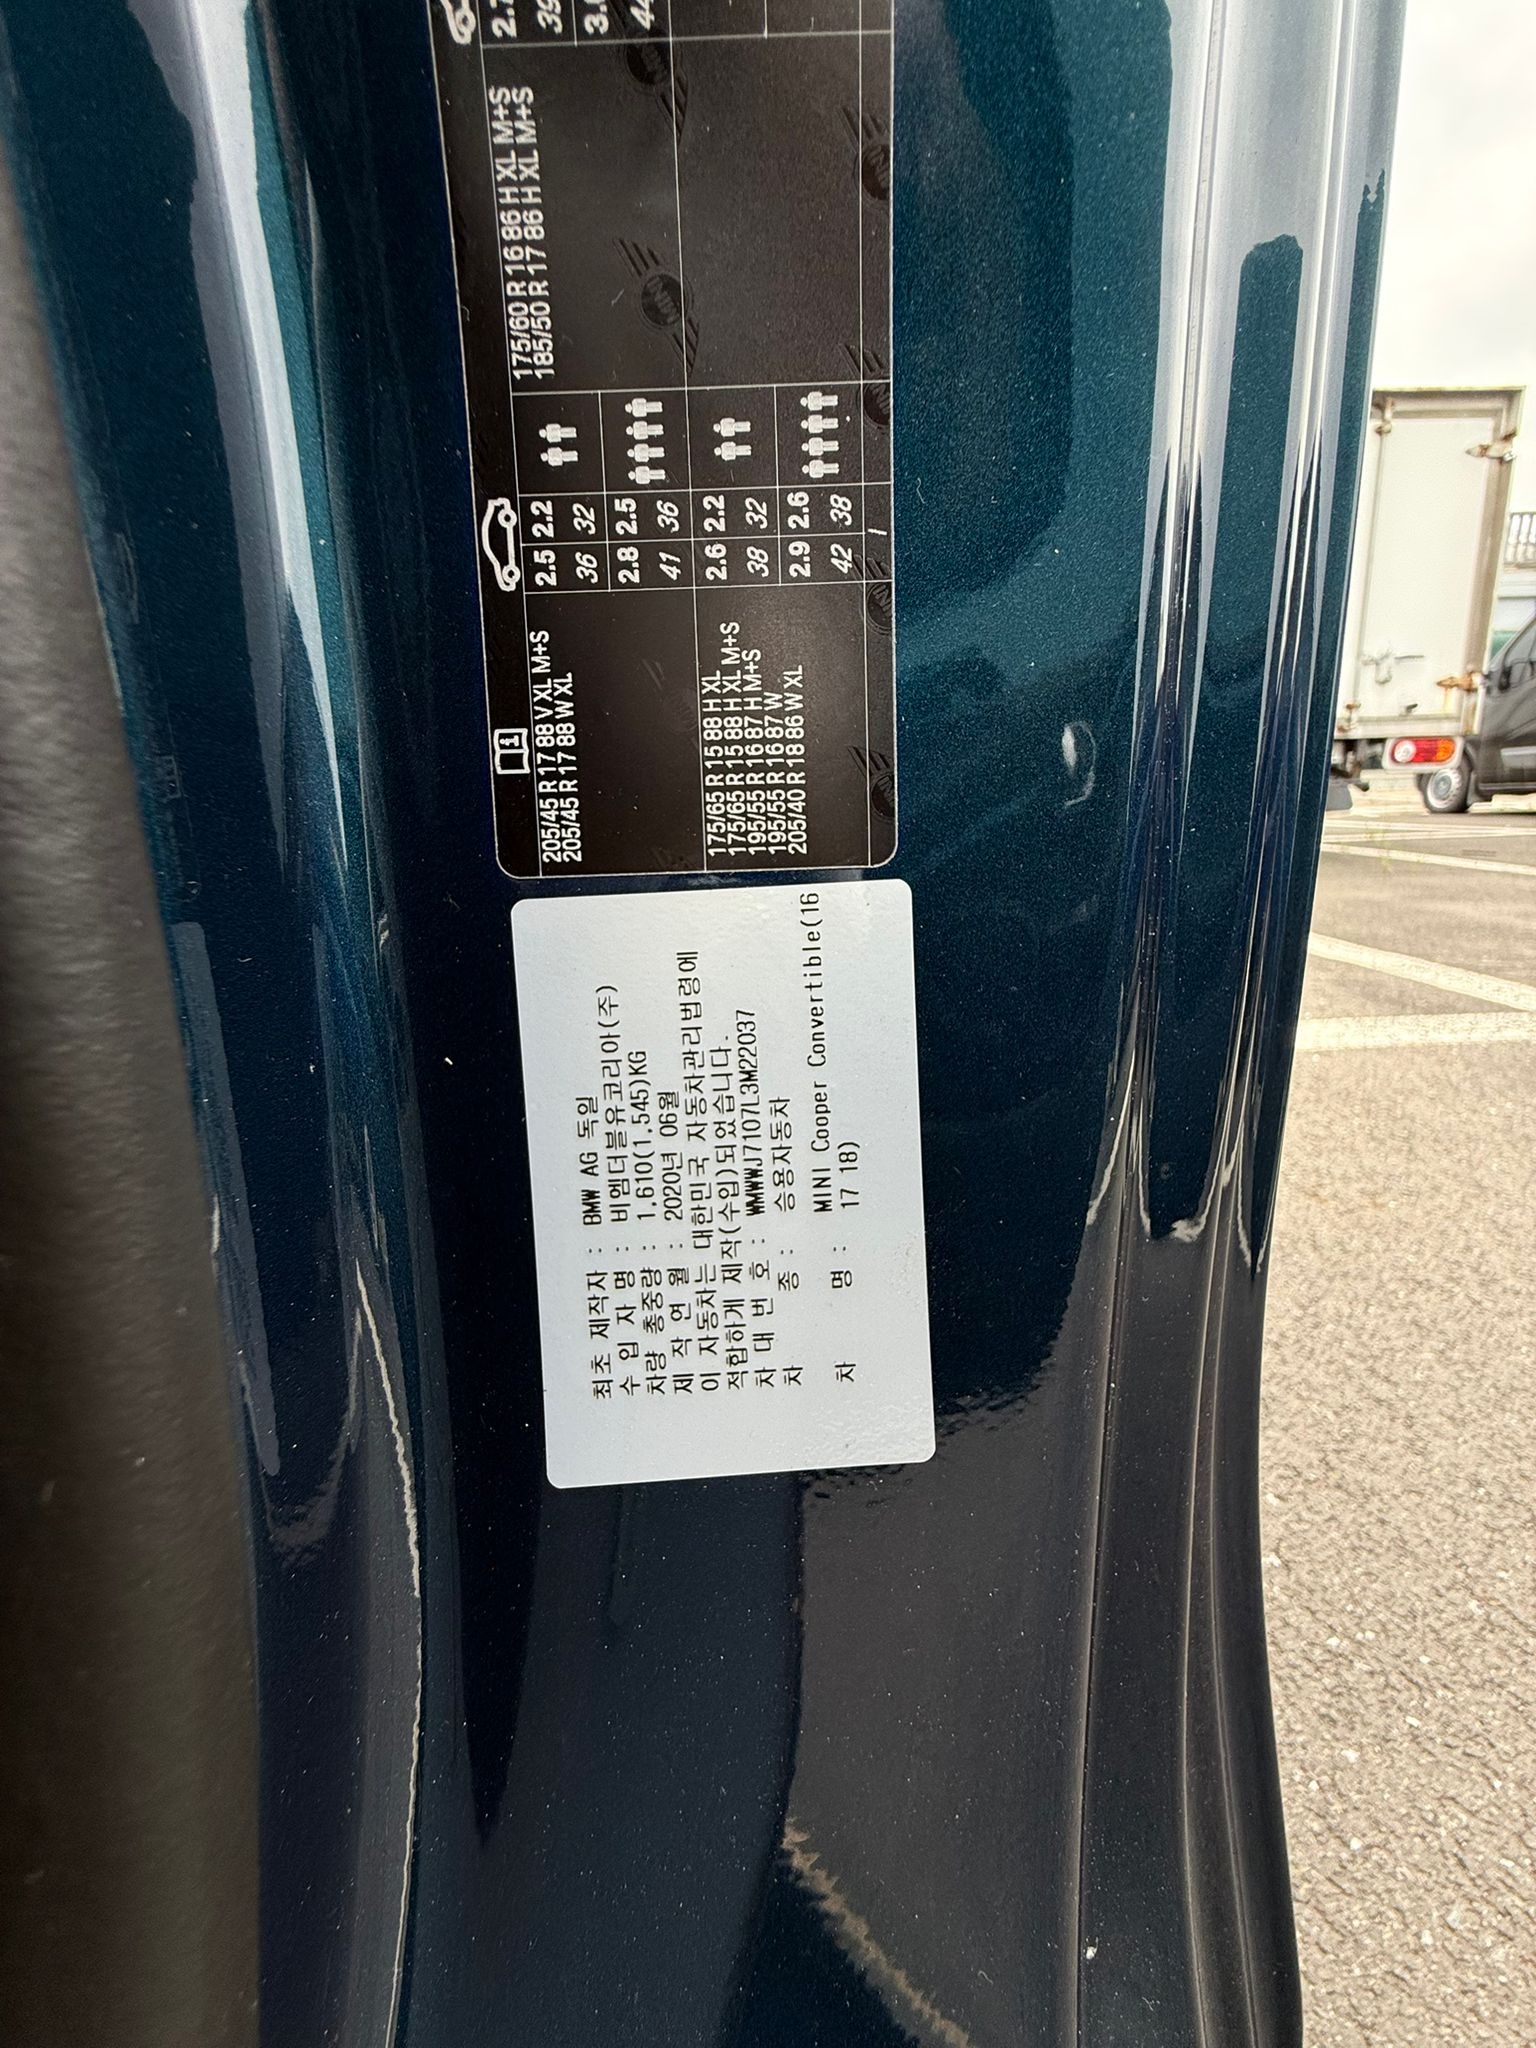 175/60 R 16 86 H XL M+S
185/50 R 17 86 H XL M+S
205/45 R 17 88 V XL M+S
205/45 R 17 88 W XL
2.5 2.2
36 32
2.8 2.5
41 36
175/65 R 15 88 H XL
175/65 R 15 88 H XL M+S
195/55 R 16 87 H M+S
195/55 R 16 87 W
205/40 R 18 86 W XL
2.6 2.2
38 32
2.9 2.6
42 38
최초 제작자 : BMW AG 독일
수 입 자 명 : 비엠더블유코리아(주)
차량 총중량 : 1,610(1,545)KG
제 작 연 월 : 2020년 06월
이 자동차는 대한민국 자동차관리법령에
적합하게 제작(수입)되었습니다.
차 대 번 호 : WMWWJ7107L3M22037
차 종 : 승용자동차
차 명 : MINI Cooper Convertible(16
17 18)